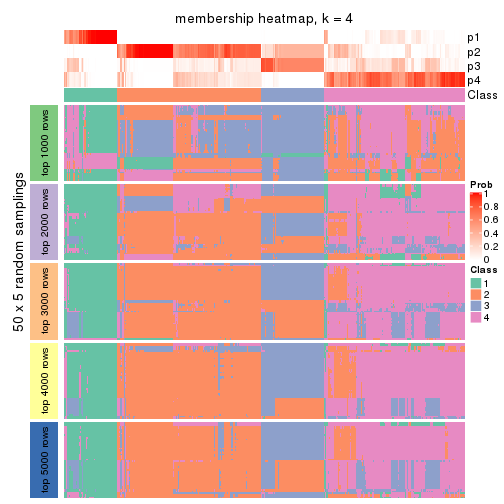 membership heatmap, k = 4
p1
p2
p3
p4
Class
50 x 5 random samplings
top 1000 rows
top 2000 rows
top 3000 rows
top 4000 rows
top 5000 rows
Prob
1
0.8
0.6
0.4
0.2
0
Class
1
2
3
4